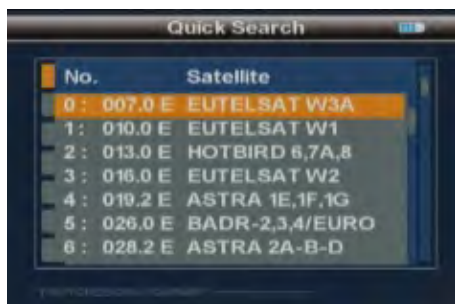 Quick Search
No. Satellite
0: 007.0 E EUTELSAT W3A
1: 010.0 E EUTELSAT W1
2: 013.0 E HOTBIRD 6,7A,8
3: 016.0 E EUTELSAT W2
4: 019.2 E ASTRA 1E,1F,1G
5: 026.0 E BADR-2,3,4/EURO
6: 028.2 E ASTRA 2A-B-D